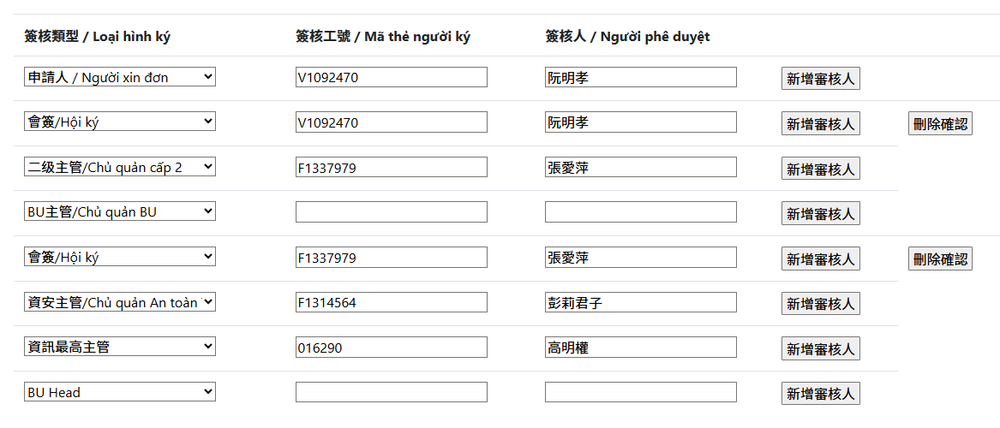 簽核類型 / Loại hình ký 簽核工號 / Mã thẻ người ký 簽核人 / Người phê duyệt
申請人 / Người xin đơn V1092470 阮明孝 新增審核人
會簽/Hội ký V1092470 阮明孝 新增審核人 刪除確認
二级主管/Chủ quản cấp 2 F1337979 張愛萍 新增審核人
BU主管/Chủ quản BU 新增審核人
會簽/Hội ký F1337979 張愛萍 新增審核人 刪除確認
資安主管/Chủ quản An toàn F1314564 彭莉君子 新增審核人
資訊最高主管 016290 高明權 新增審核人
BU Head 新增審核人